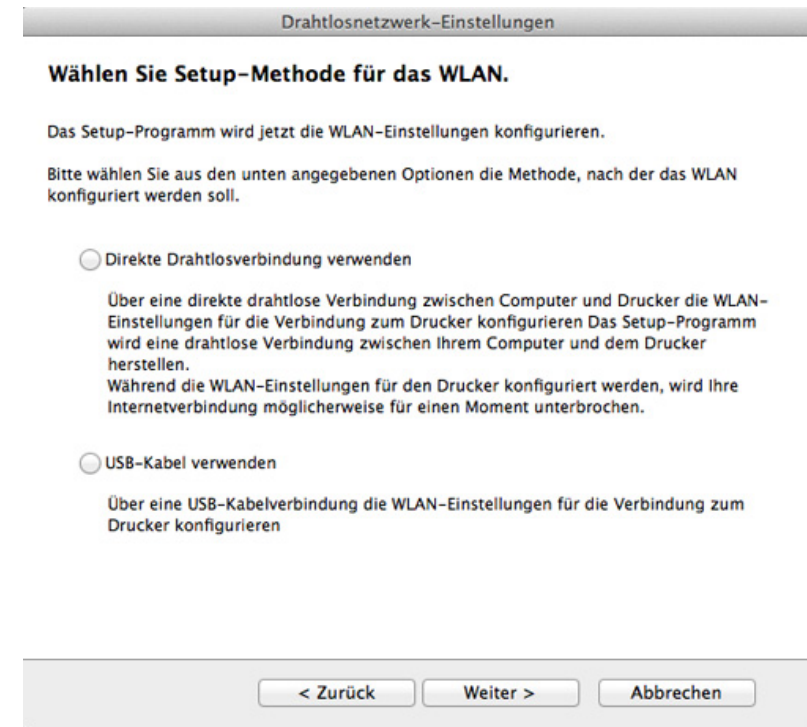 Drahtlosnetzwerk-Einstellungen
Wählen Sie Setup-Methode für das WLAN.
Das Setup-Programm wird jetzt die WLAN-Einstellungen konfigurieren.
Bitte wählen Sie aus den unten angegebenen Optionen die Methode, nach der das WLAN
konfiguriert werden soll.
Direkte Drahtlosverbindung verwenden
Über eine direkte drahtlose Verbindung zwischen Computer und Drucker die WLAN-
Einstellungen für die Verbindung zum Drucker konfigurieren Das Setup-Programm
wird eine drahtlose Verbindung zwischen Ihrem Computer und dem Drucker
herstellen.
Während die WLAN-Einstellungen für den Drucker konfiguriert werden, wird Ihre
Internetverbindung möglicherweise für einen Moment unterbrochen.
USB-Kabel verwenden
Über eine USB-Kabelverbindung die WLAN-Einstellungen für die Verbindung zum
Drucker konfigurieren
< Zurück Weiter > Abbrechen